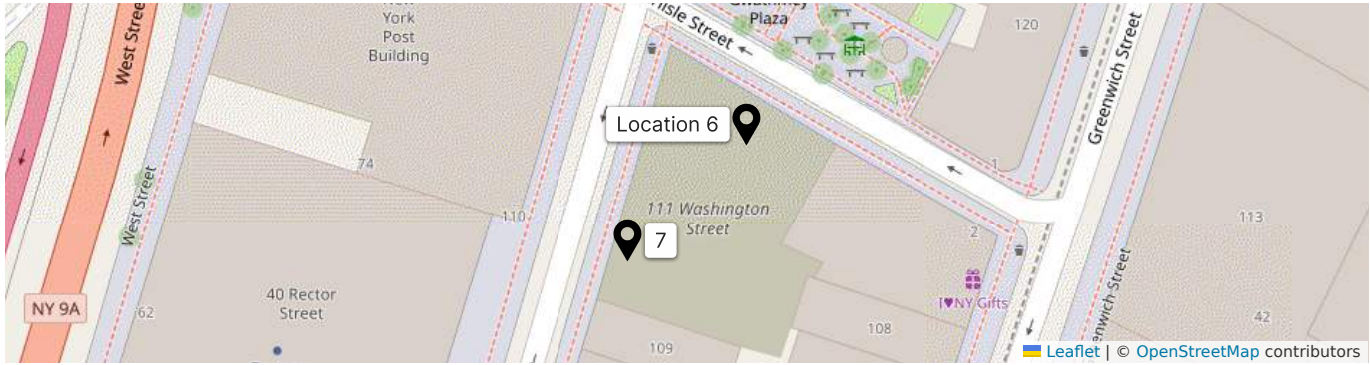 York
Post
Building
West Street
West Street
NY 9A
74
62
40 Rector
Street
110
Location 6
7
111 Washington
Street
109
108
Plaza
120
1
2
I♥NY Gifts
Greenwich Street
113
42
Leaflet | © OpenStreetMap contributors